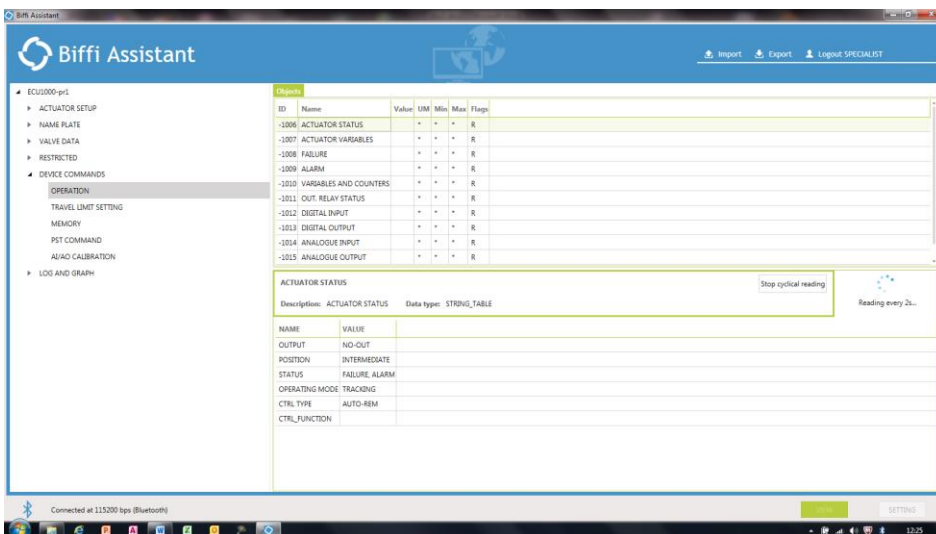 Biffi Assistant
Biffi Assistant
Import Export Logout SPECIALIST
ECU1000-pr1
ACTUATOR SETUP
NAME PLATE
VALVE DATA
RESTRICTED
DEVICE COMMANDS
OPERATION
TRAVEL LIMIT SETTING
MEMORY
PST COMMAND
AI/AO CALIBRATION
LOG AND GRAPH
Objects
ID Name Value UM Min Max Flags
-1006 ACTUATOR STATUS * * * R
-1007 ACTUATOR VARIABLES * * * R
-1008 FAILURE * * * R
-1009 ALARM * * * R
-1010 VARIABLES AND COUNTERS * * * R
-1011 OUT. RELAY STATUS * * * R
-1012 DIGITAL INPUT * * * R
-1013 DIGITAL OUTPUT * * * R
-1014 ANALOGUE INPUT * * * R
-1015 ANALOGUE OUTPUT * * * R
ACTUATOR STATUS Stop cyclical reading
Description: ACTUATOR STATUS Data type: STRING_TABLE Reading every 2s...
NAME VALUE
OUTPUT NO-OUT
POSITION INTERMEDIATE
STATUS FAILURE, ALARM
OPERATING MODE TRACKING
CTRL TYPE AUTO-REM
CTRL_FUNCTION
Connected at 115200 bps (Bluetooth) SETTING
12:25